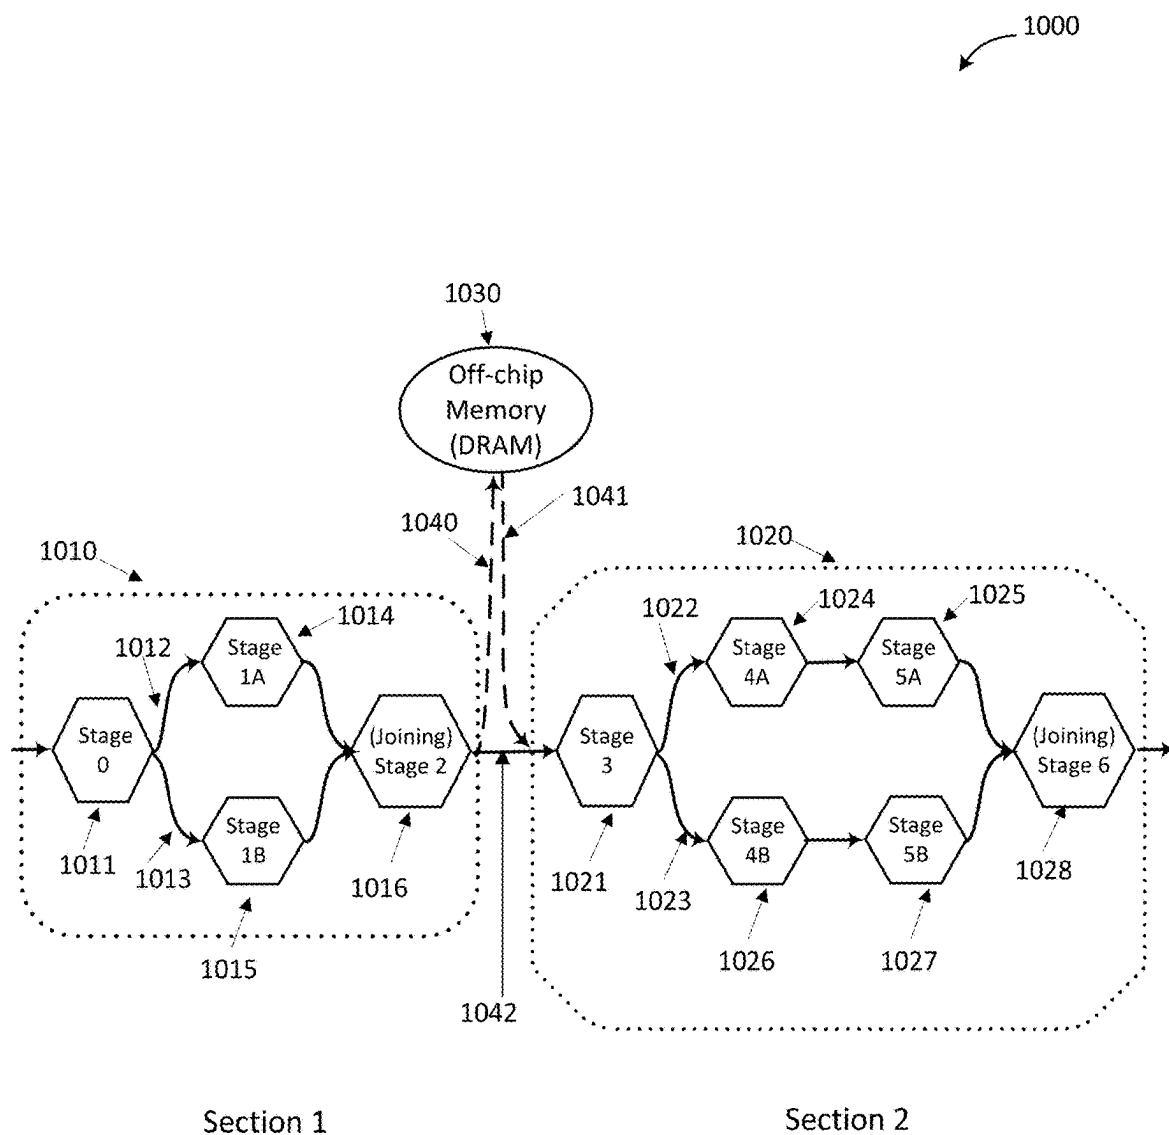 1000
1030
Off-chip
Memory
(DRAM)
1041
1040
1010
1020
1014
1012
1022
1024
1025
Stage
1A
Stage
4A
Stage
5A
Stage
0
(Joining)
Stage 2
Stage
3
(Joining)
Stage 6
Stage
1B
Stage
4B
Stage
5B
1011
1013
1016
1021
1023
1028
1015
1026
1027
1042
Section 1
Section 2